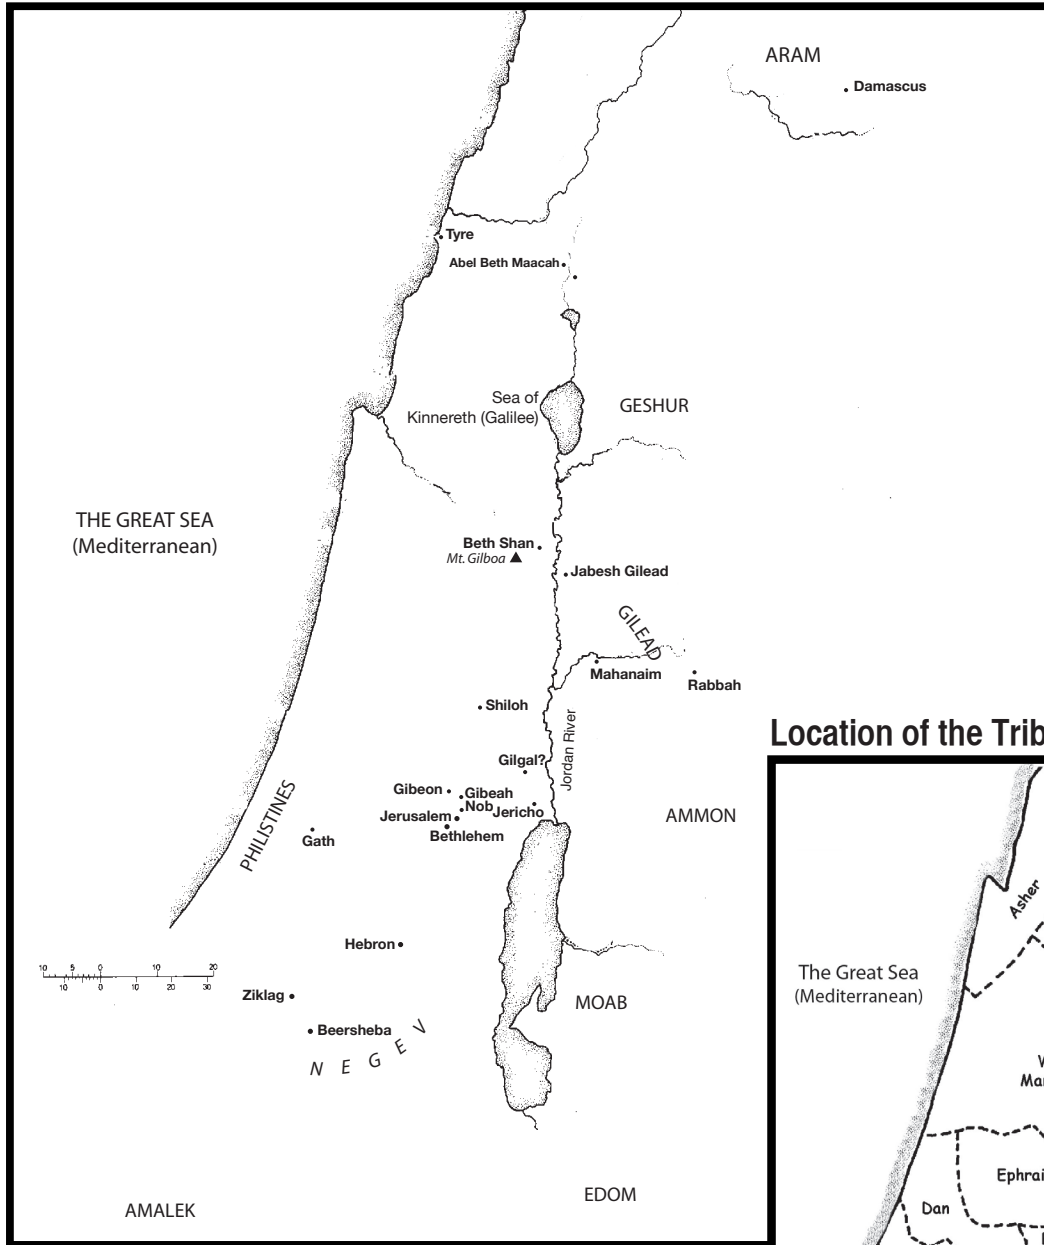 ARAM
Damascus
Tyre
Abel Beth Maacah
Sea of
Kinnereth (Galilee)
GESHUR
THE GREAT SEA
(Mediterranean)
Beth Shan
Mt. Gilboa
Jabesh Gilead
GILEAD
Mahanaim
Rabbah
Shiloh
Jordan River
Gilgal?
Gibeon
Gibeah
Nob
Jericho
Jerusalem
Bethlehem
AMMON
PHILISTINES
Gath
Hebron
10 5 0 10 20
10 0 10 20 30
Ziklag
MOAB
Beersheba
NEGEV
EDOM
AMALEK
Location of the Trib
Asher
The Great Sea
(Mediterranean)
Ma
Ephrai
Dan